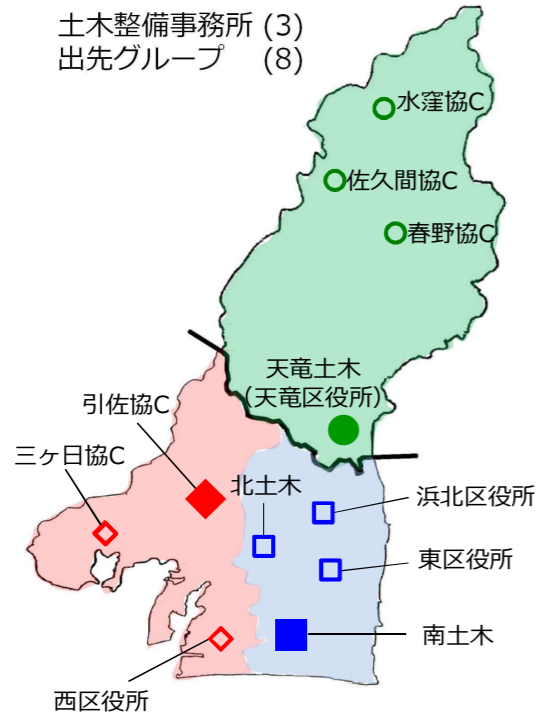 土木整備事務所 (3)
出先グループ (8)
水窪協C
佐久間協C
春野協C
天竜土木
(天竜区役所)
引佐協C
三ヶ日協C
北土木
浜北区役所
東区役所
南土木
西区役所